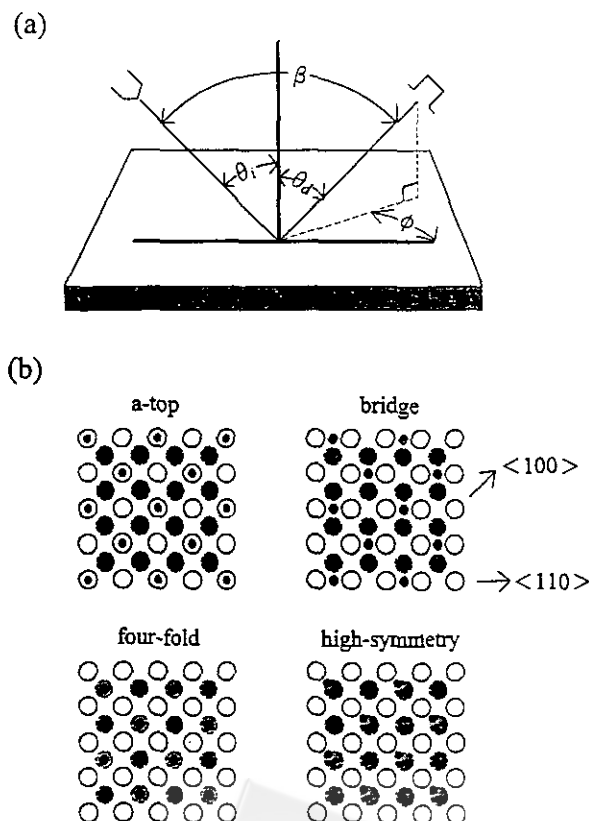 (a)
β
θi
θd
φ
(b)
a-top
bridge
<100>
<110>
four-fold
high-symmetry